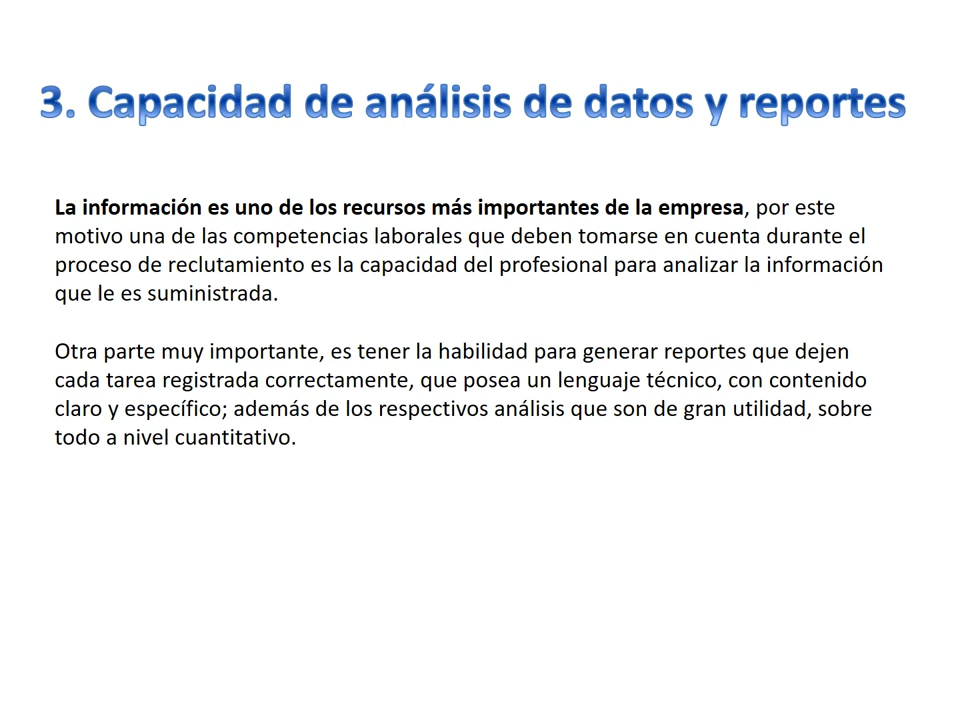 3. Capacidad de análisis de datos y reportes
La información es uno de los recursos más importantes de la empresa, por este
motivo una de las competencias laborales que deben tomarse en cuenta durante el
proceso de reclutamiento es la capacidad del profesional para analizar la información
que le es suministrada.
Otra parte muy importante, es tener la habilidad para generar reportes que dejen
cada tarea registrada correctamente, que posea un lenguaje técnico, con contenido
claro y específico; además de los respectivos análisis que son de gran utilidad, sobre
todo a nivel cuantitativo.